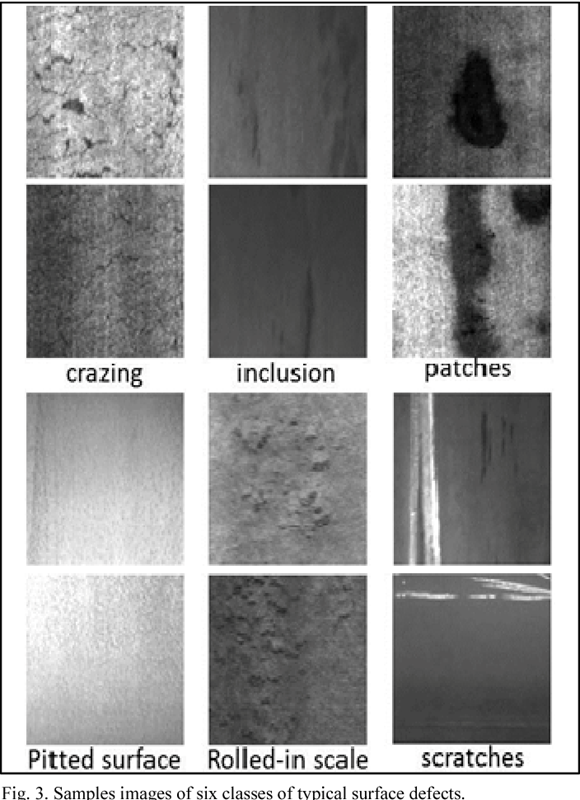 crazing inclusion patches
Pitted surface Rolled-in scale scratches
Fig. 3. Samples images of six classes of typical surface defects.